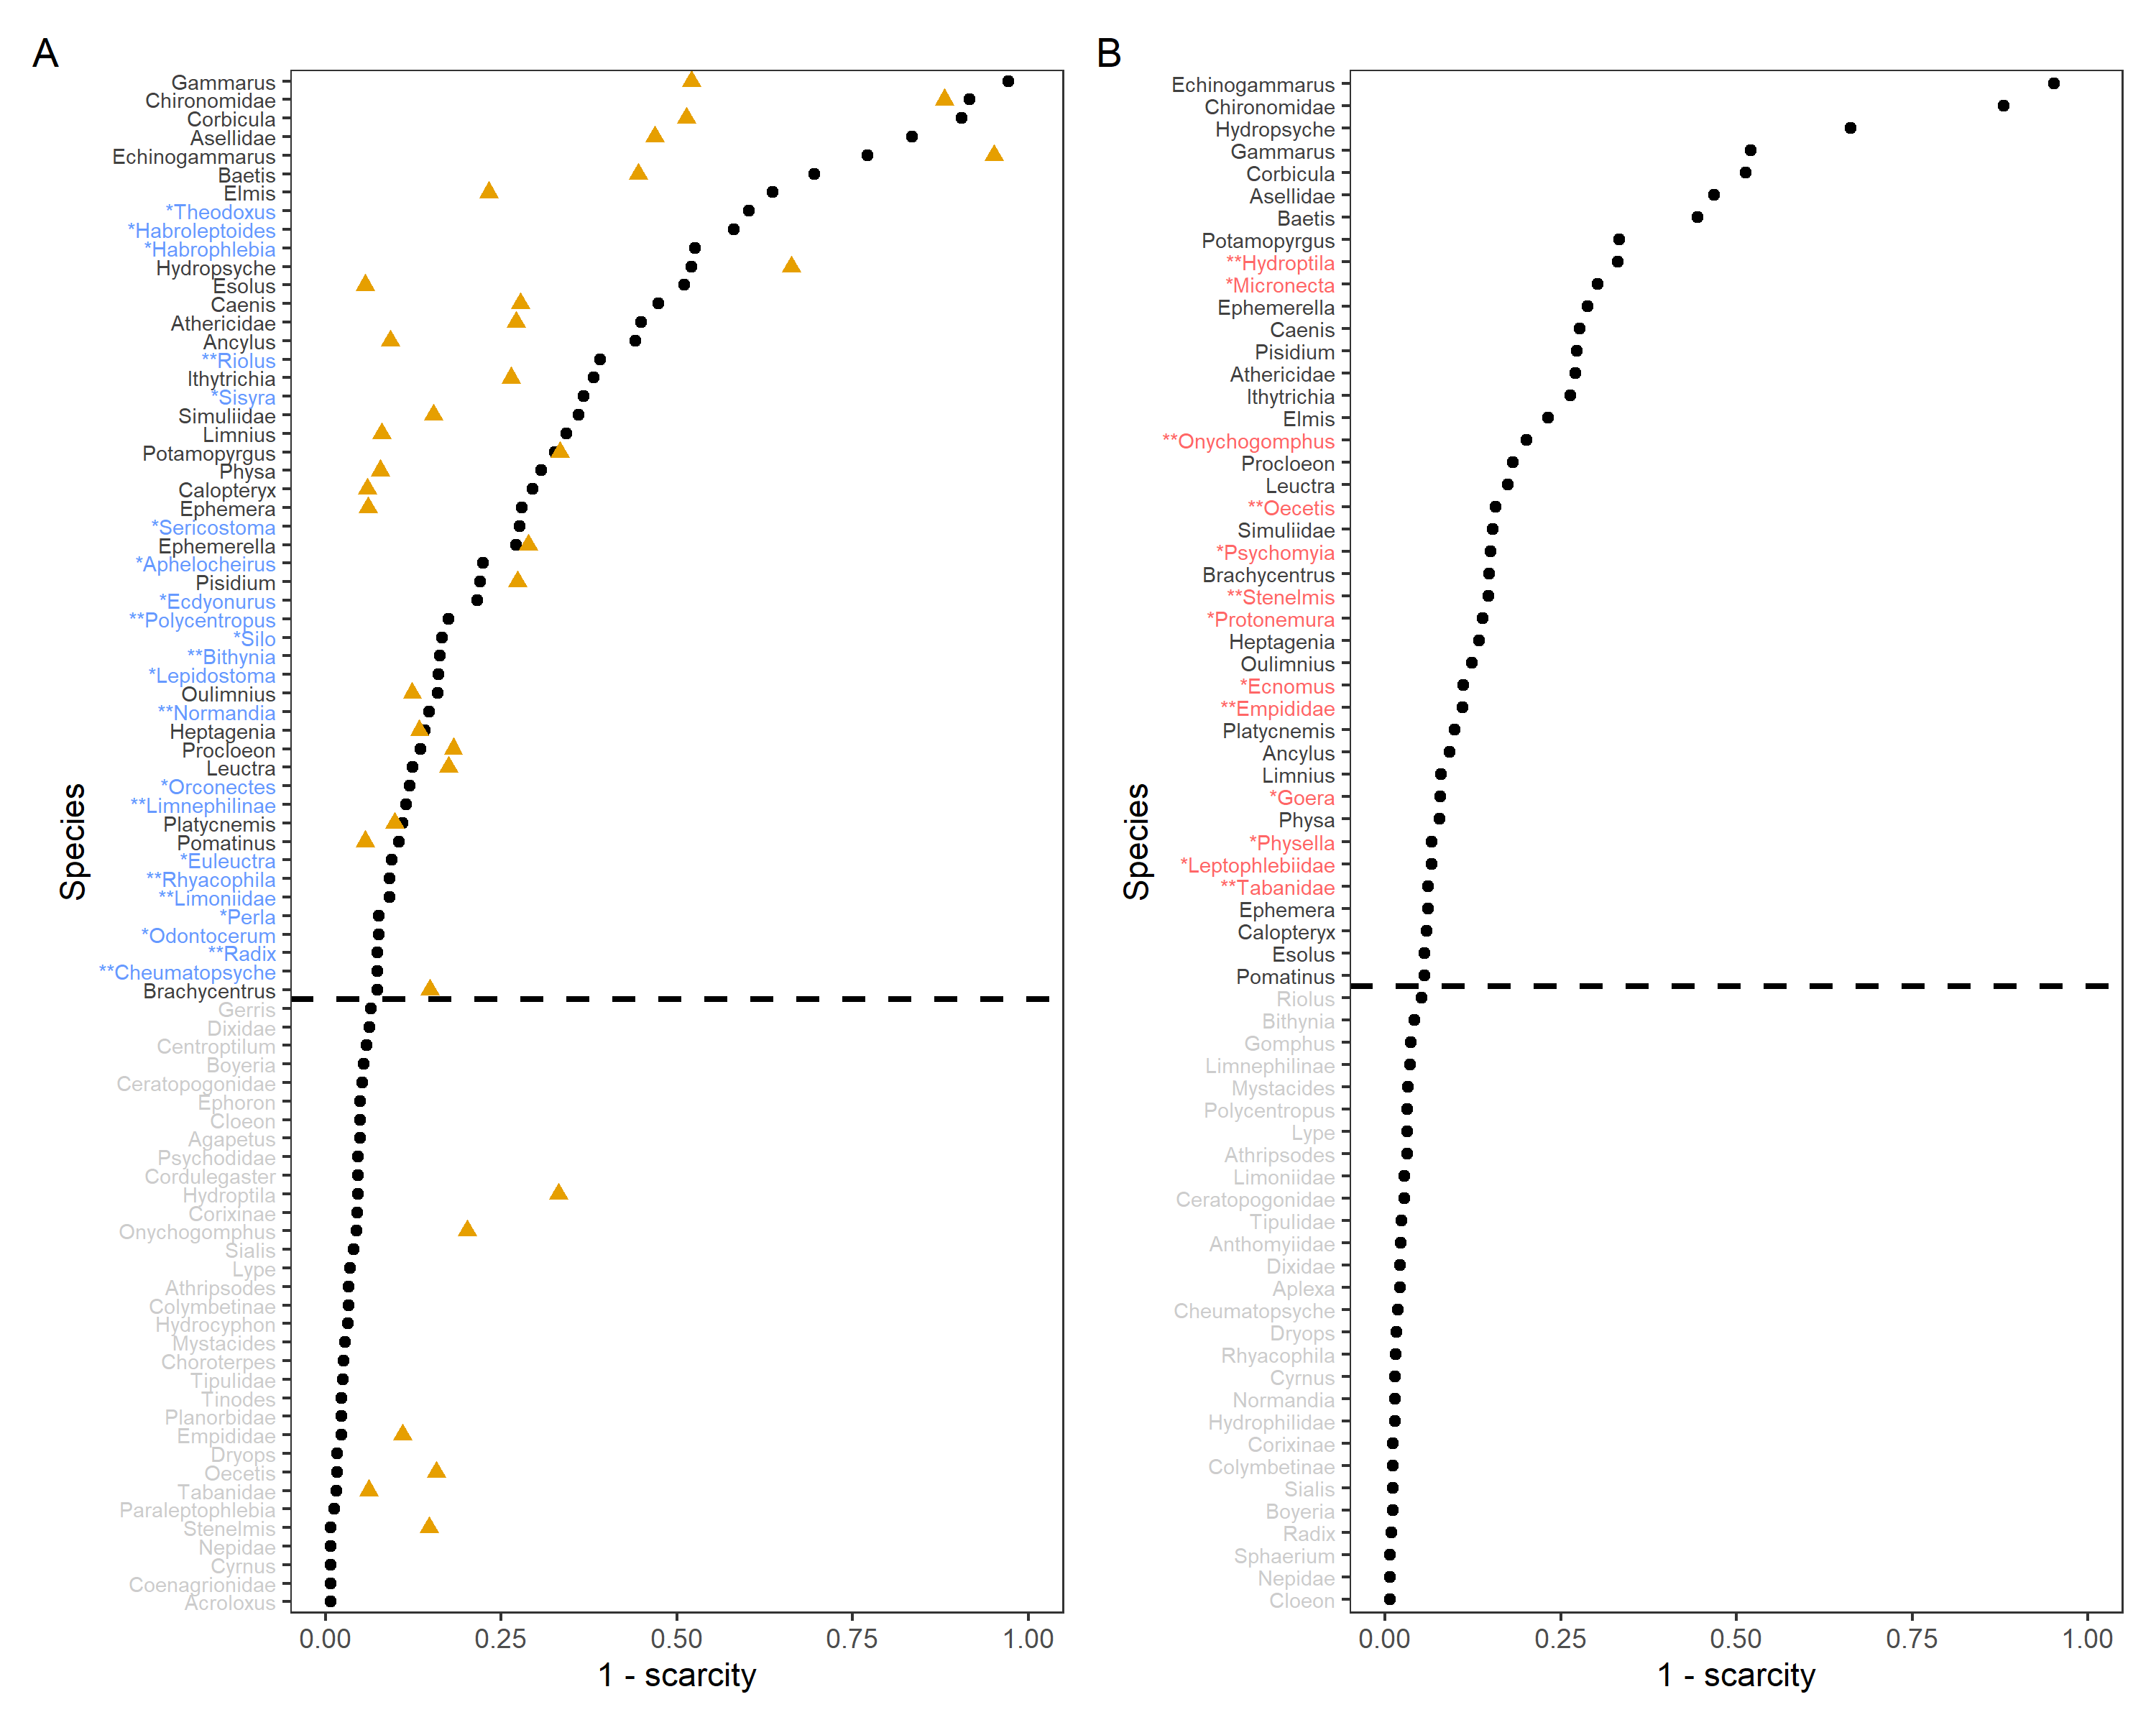 A
Gammarus
Chironomidae
Corbicula
Asellidae
Echinogammarus
Baetis
Elmis
*Theodoxus
*Habroleptoides
*Habrophlebia
Hydropsyche
Esolus
Caenis
Athericidae
Ancylus
**Riolus
Ithytrichia
*Sisyra
Simuliidae
Limnius
Potamopyrgus
Physa
Calopteryx
Ephemera
*Sericostoma
Ephemerella
*Aphelocheirus
Pisidium
*Ecdyonurus
**Polycentropus
*Silo
**Bithynia
*Lepidostoma
Oulimnius
**Normandia
Heptagenia
Procloeon
Leuctra
*Orconectes
**Limnephilinae
Platycnemis
Pomatinus
*Euleuctra
**Rhyacophila
**Limoniidae
*Perla
*Odontocerum
**Radix
**Cheumatopsyche
Brachycentrus
Gerris
Dixidae
Centroptilum
Boyeria
Ceratopogonidae
Ephoron
Cloeon
Agapetus
Psychodidae
Cordulegaster
Hydroptila
Corixinae
Onychogomphus
Sialis
Lype
Athripsodes
Colymbetinae
Hydrocyphon
Mystacides
Choroterpes
Tipulidae
Tinodes
Planorbidae
Empididae
Dryops
Oecetis
Tabanidae
Paraleptophlebia
Stenelmis
Nepidae
Cyrnus
Coenagrionidae
Acroloxus
Species
0.00 0.25 0.50 0.75 1.00
1 - scarcity
B
Echinogammarus
Chironomidae
Hydropsyche
Gammarus
Corbicula
Asellidae
Baetis
Potamopyrgus
**Hydroptila
*Micronecta
Ephemerella
Caenis
Pisidium
Athericidae
Ithytrichia
Elmis
**Onychogomphus
Procloeon
Leuctra
**Oecetis
Simuliidae
*Psychomyia
Brachycentrus
**Stenelmis
*Protonemura
Heptagenia
Oulimnius
*Ecnomus
**Empididae
Platycnemis
Ancylus
Limnius
*Goera
Physa
*Physella
*Leptophlebiidae
**Tabanidae
Ephemera
Calopteryx
Esolus
Pomatinus
Riolus
Bithynia
Gomphus
Limnephilinae
Mystacides
Polycentropus
Lype
Athripsodes
Limoniidae
Ceratopogonidae
Tipulidae
Anthomyiidae
Dixidae
Aplexa
Cheumatopsyche
Dryops
Rhyacophila
Cyrnus
Normandia
Hydrophilidae
Corixinae
Colymbetinae
Sialis
Boyeria
Radix
Sphaerium
Nepidae
Cloeon
Species
0.00 0.25 0.50 0.75 1.00
1 - scarcity